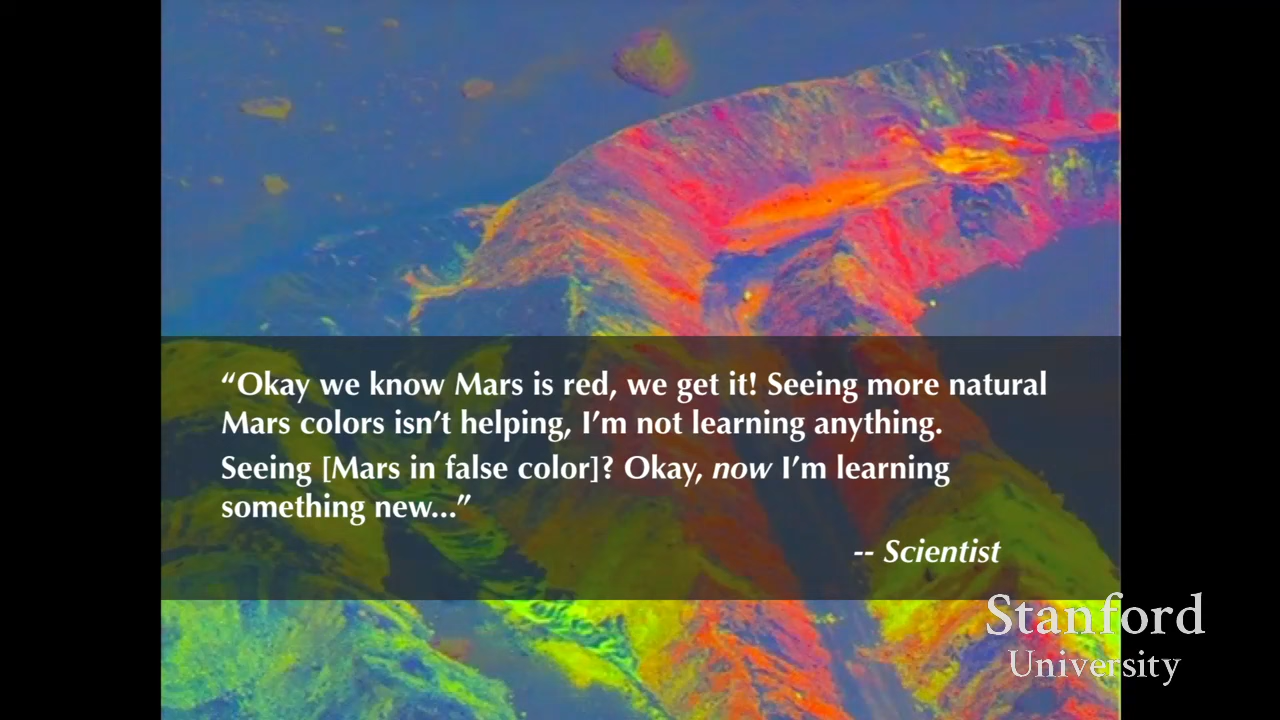 “Okay we know Mars is red, we get it! Seeing more natural
Mars colors isn’t helping, I’m not learning anything.
Seeing [Mars in false color]? Okay, now I’m learning
something new...”
-- Scientist
Stanford
University